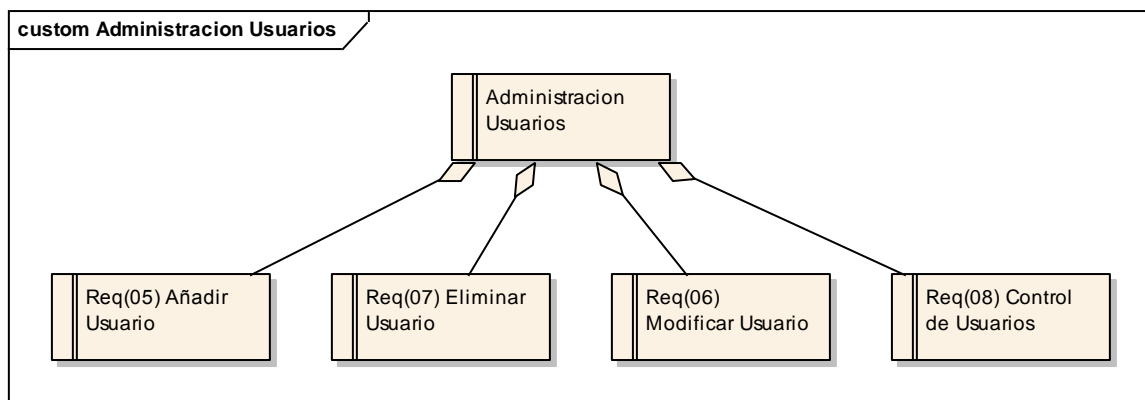 custom Administracion Usuarios
Administracion
Usuarios
Req(05) Añadir
Usuario
Req(07) Eliminar
Usuario
Req(06)
Modificar Usuario
Req(08) Control
de Usuarios